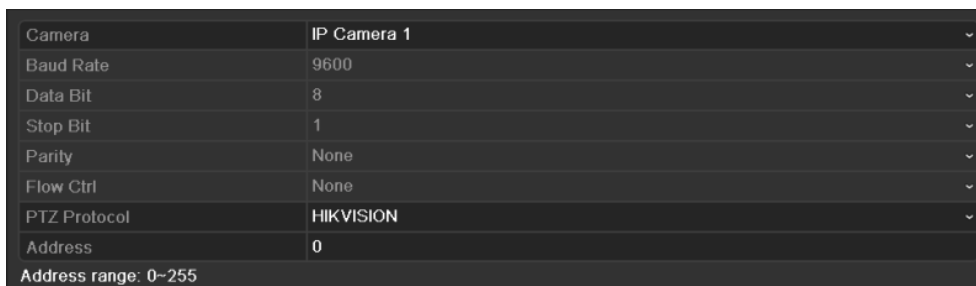 Camera IP Camera 1
Baud Rate 9600
Data Bit 8
Stop Bit 1
Parity None
Flow Ctrl None
PTZ Protocol HIKVISION
Address 0
Address range: 0~255